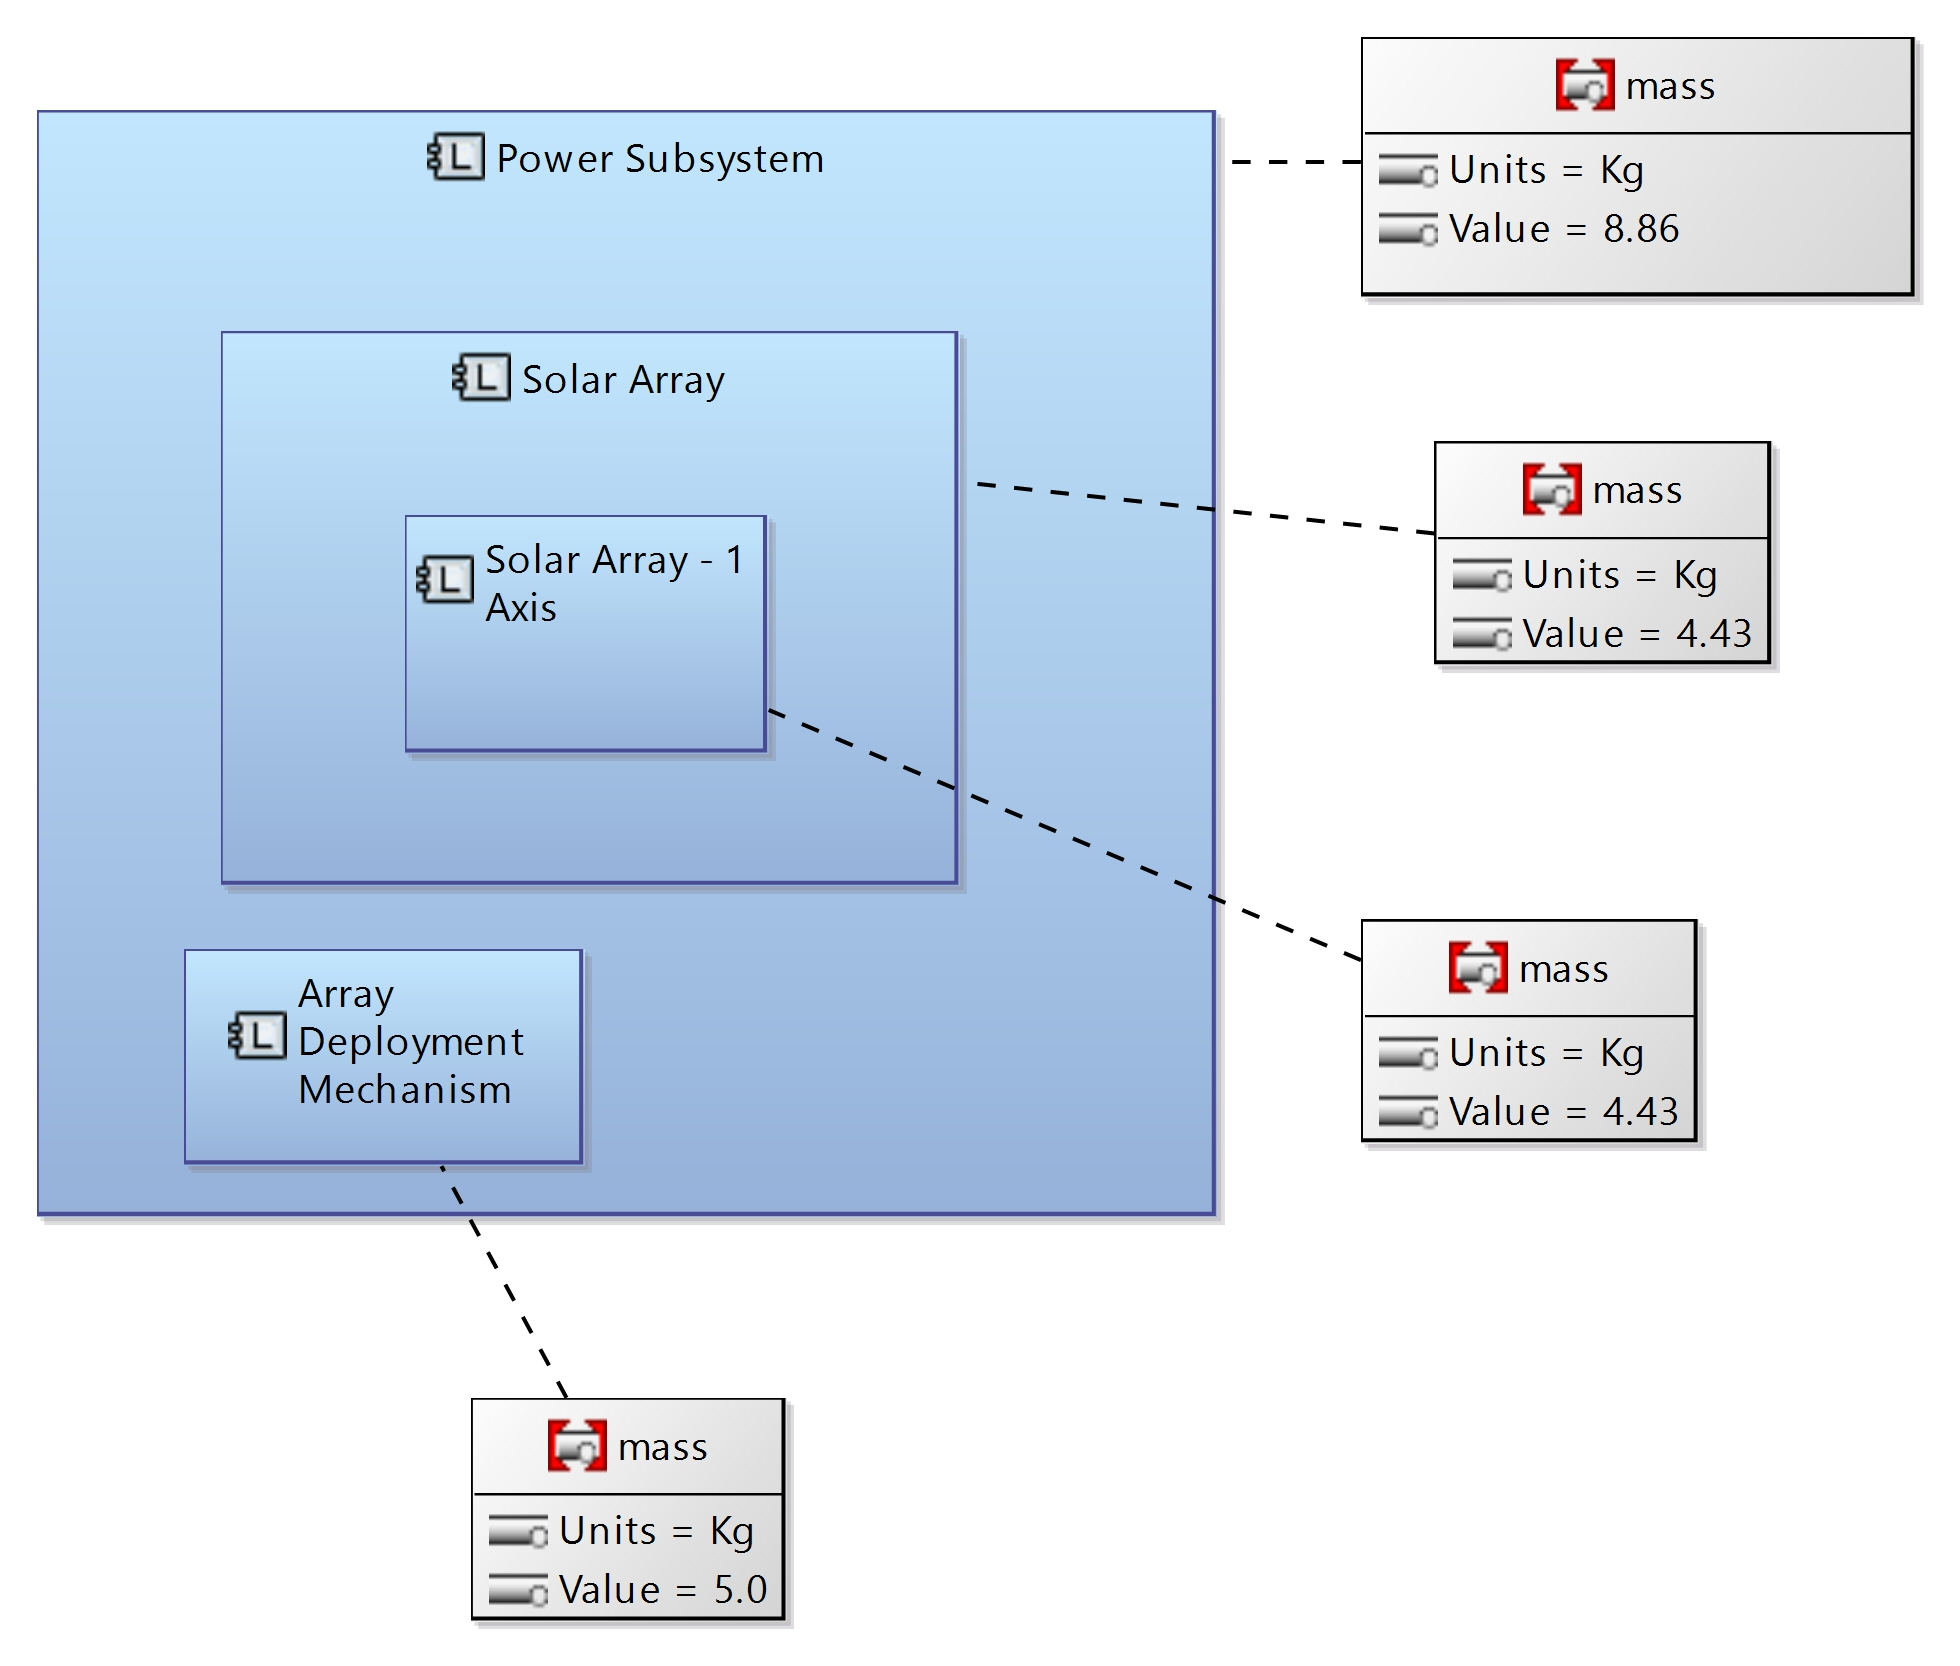 L Power Subsystem
L Solar Array
L Solar Array - 1
Axis
L Array
Deployment
Mechanism
mass
Units = Kg
Value = 8.86
mass
Units = Kg
Value = 4.43
mass
Units = Kg
Value = 4.43
mass
Units = Kg
Value = 5.0